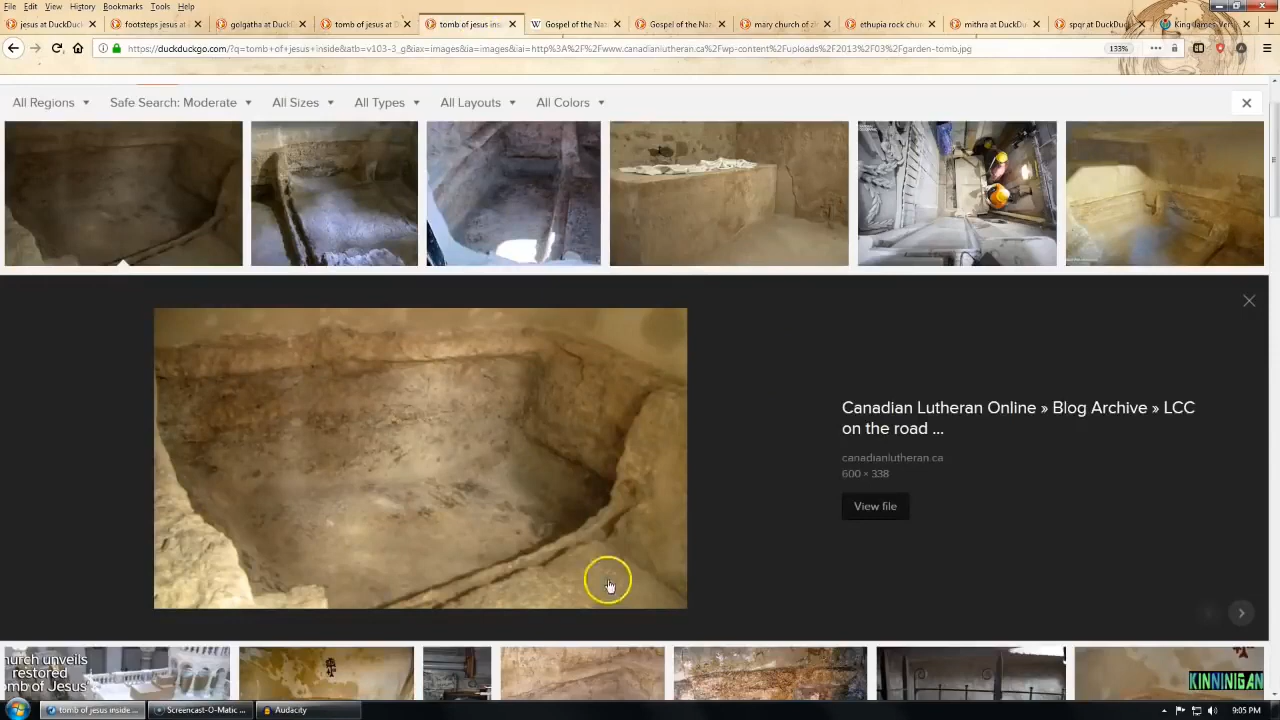 File Edit View History Bookmarks Tools Help
jesus at DuckDu
footsteps jesus at
golgatha at DuckD
tomb of jesus at D
tomb of jesus ins
Gospel of the Naz
Gospel of the Naz
mary church of zi
ethupia rock chur
mithra at DuckDu
spqr at DuckDuc
King James Versi
https://duckduckgo.com/?q=tomb+of+jesus+inside&atb=v103-3_g&iax=images&ia=images&iai=http%3A%2F%2Fwww.canadianlutheran.ca%2Fwp-content%2Fuploads%2F2013%2F03%2Fgarden-tomb.jpg
133%
All Regions
Safe Search: Moderate
All Sizes
All Types
All Layouts
All Colors
Canadian Lutheran Online » Blog Archive » LCC
on the road ...
canadianlutheran.ca
600 × 338
View file
hurch unveils
restored
omb of Jesus'
KINNINIGAN
tomb of jesus inside...
Screencast-O-Matic ...
Audacity
9:05 PM